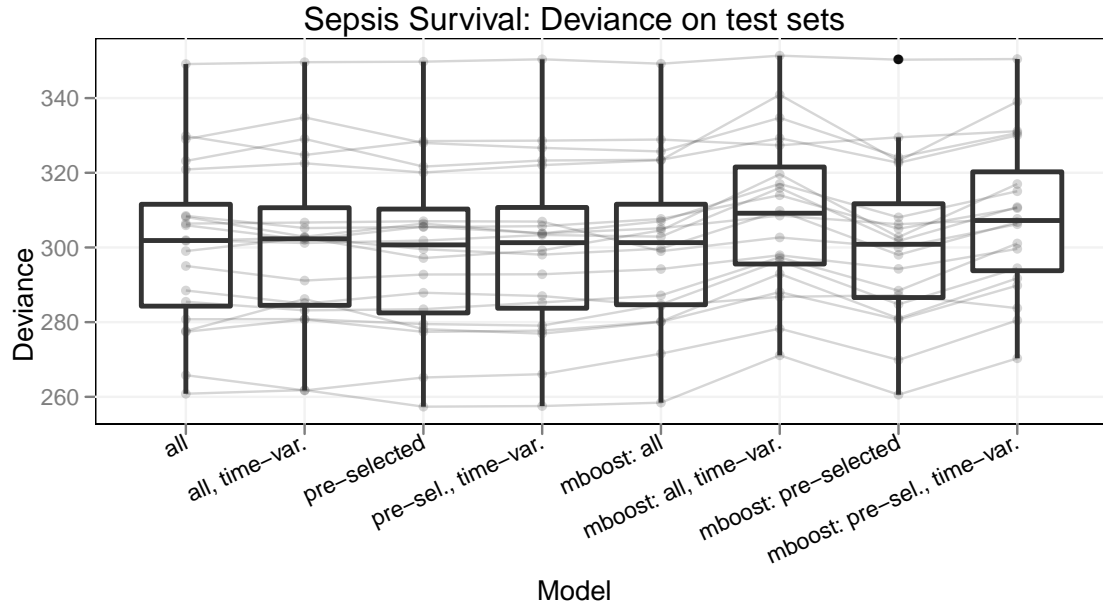 Sepsis Survival: Deviance on test sets
Deviance
340
320
300
280
260
all
all, time−var.
pre−selected
pre−sel., time−var.
mboost: all
mboost: all, time−var.
mboost: pre−selected
mboost: pre−sel., time−var.
Model